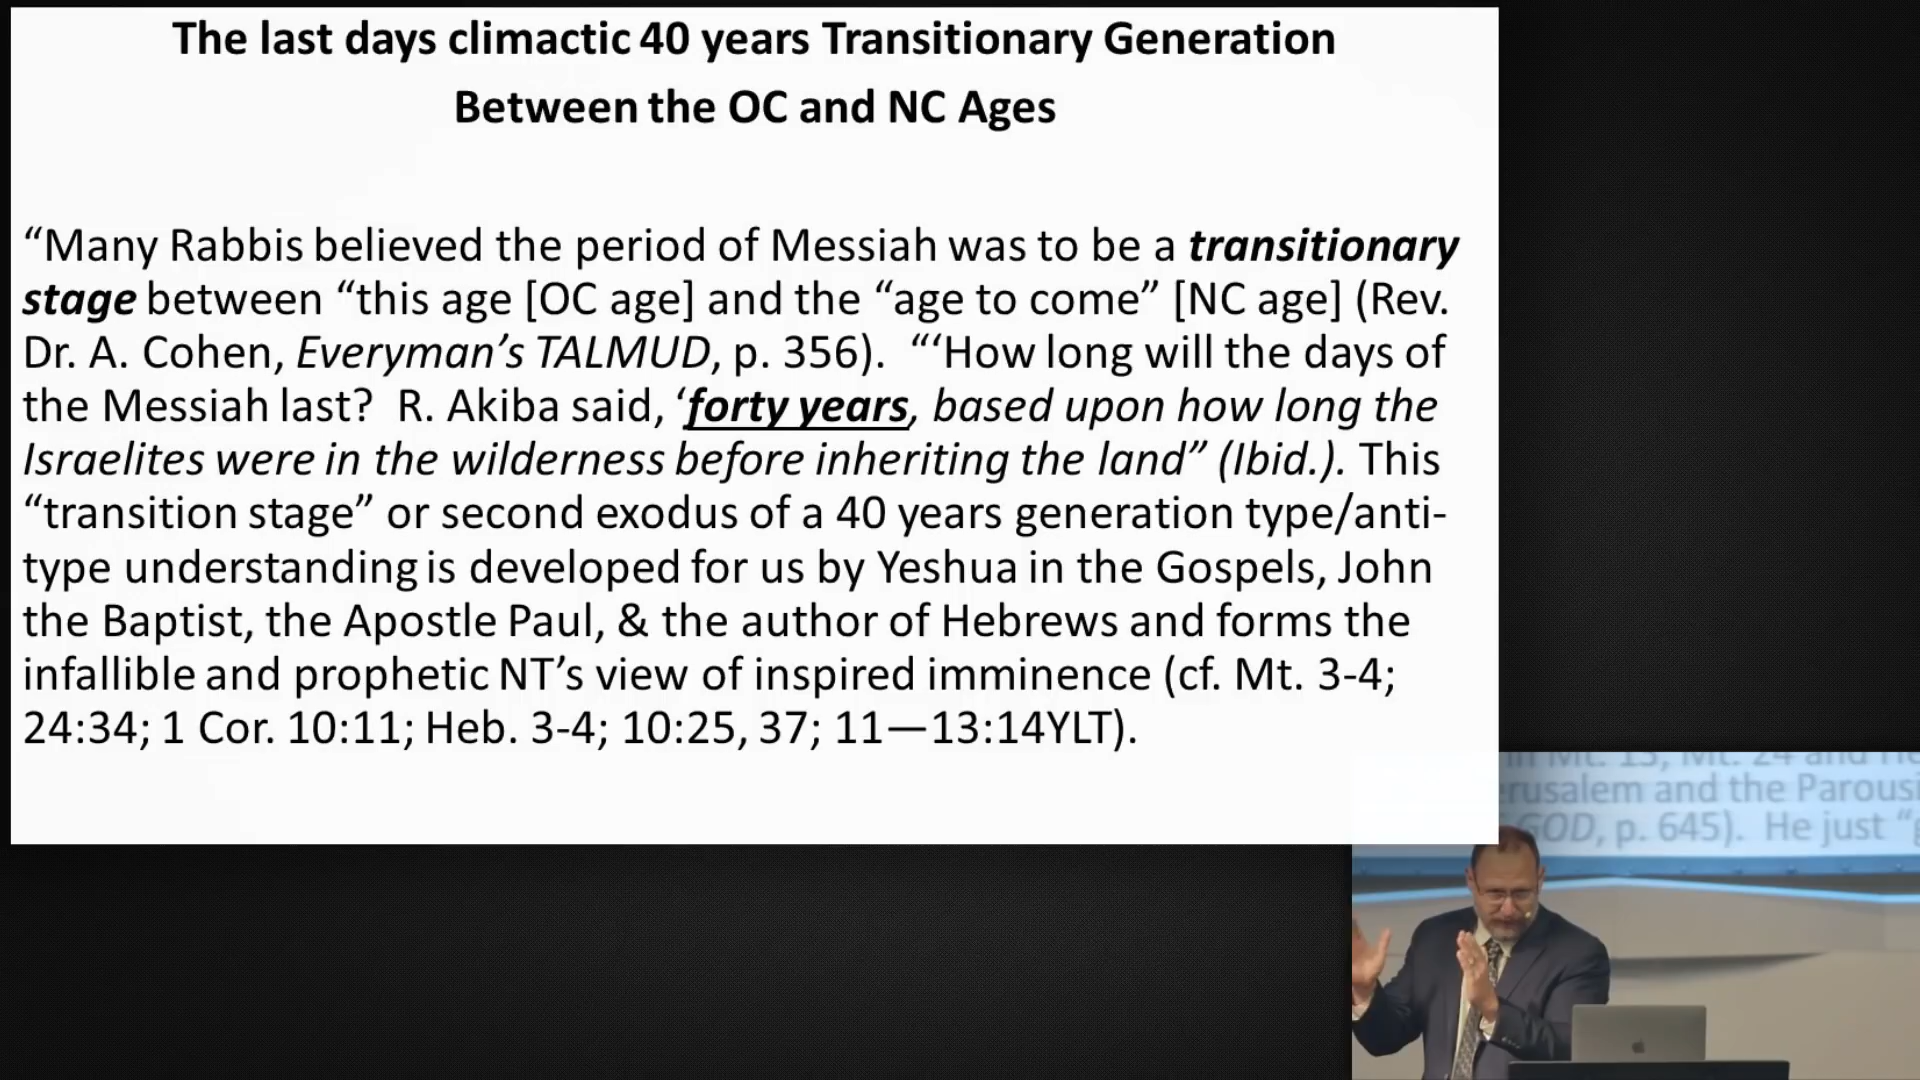 The last days climactic 40 years Transitionary Generation
Between the OC and NC Ages
“Many Rabbis believed the period of Messiah was to be a transitionary
stage between “this age [OC age] and the “age to come” [NC age] (Rev.
Dr. A. Cohen, Everyman’s TALMUD, p. 356).  “‘How long will the days of
the Messiah last?  R. Akiba said, ‘forty years, based upon how long the
Israelites were in the wilderness before inheriting the land” (Ibid.). This
“transition stage” or second exodus of a 40 years generation type/anti-
type understanding is developed for us by Yeshua in the Gospels, John
the Baptist, the Apostle Paul, & the author of Hebrews and forms the
infallible and prophetic NT’s view of inspired imminence (cf. Mt. 3-4;
24:34; 1 Cor. 10:11; Heb. 3-4; 10:25, 37; 11—13:14YLT).
in Mt. 13, Mt. 24 and
and the Parousi
GOD, p. 645).  He just “